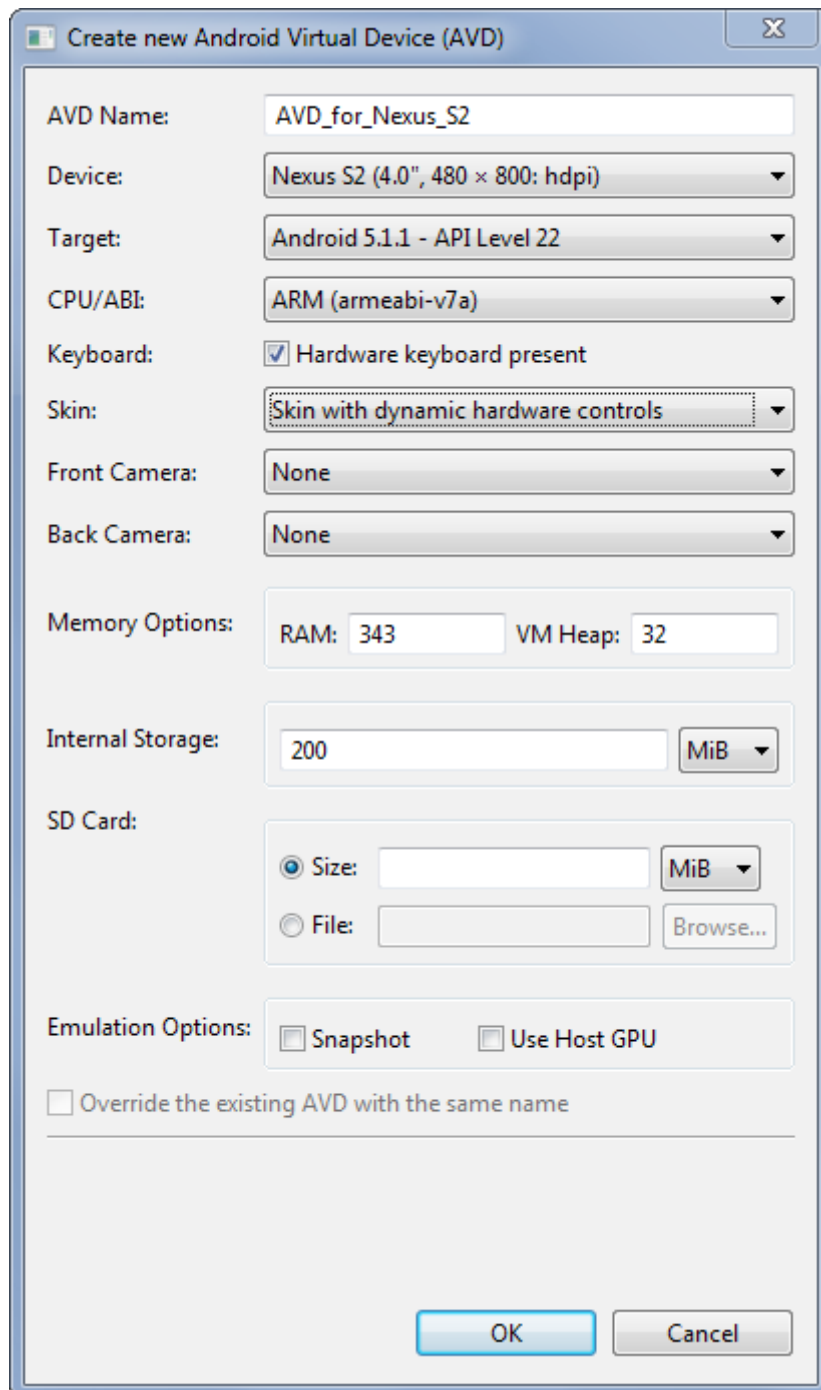 Create new Android Virtual Device (AVD)
AVD Name: AVD_for_Nexus_S2
Device: Nexus S2 (4.0", 480 × 800: hdpi)
Target: Android 5.1.1 - API Level 22
CPU/ABI: ARM (armeabi-v7a)
Keyboard: Hardware keyboard present
Skin: Skin with dynamic hardware controls
Front Camera: None
Back Camera: None
Memory Options: RAM: 343 VM Heap: 32
Internal Storage: 200 MiB
SD Card:
Size: MiB
File: Browse...
Emulation Options: Snapshot Use Host GPU
Override the existing AVD with the same name
OK Cancel